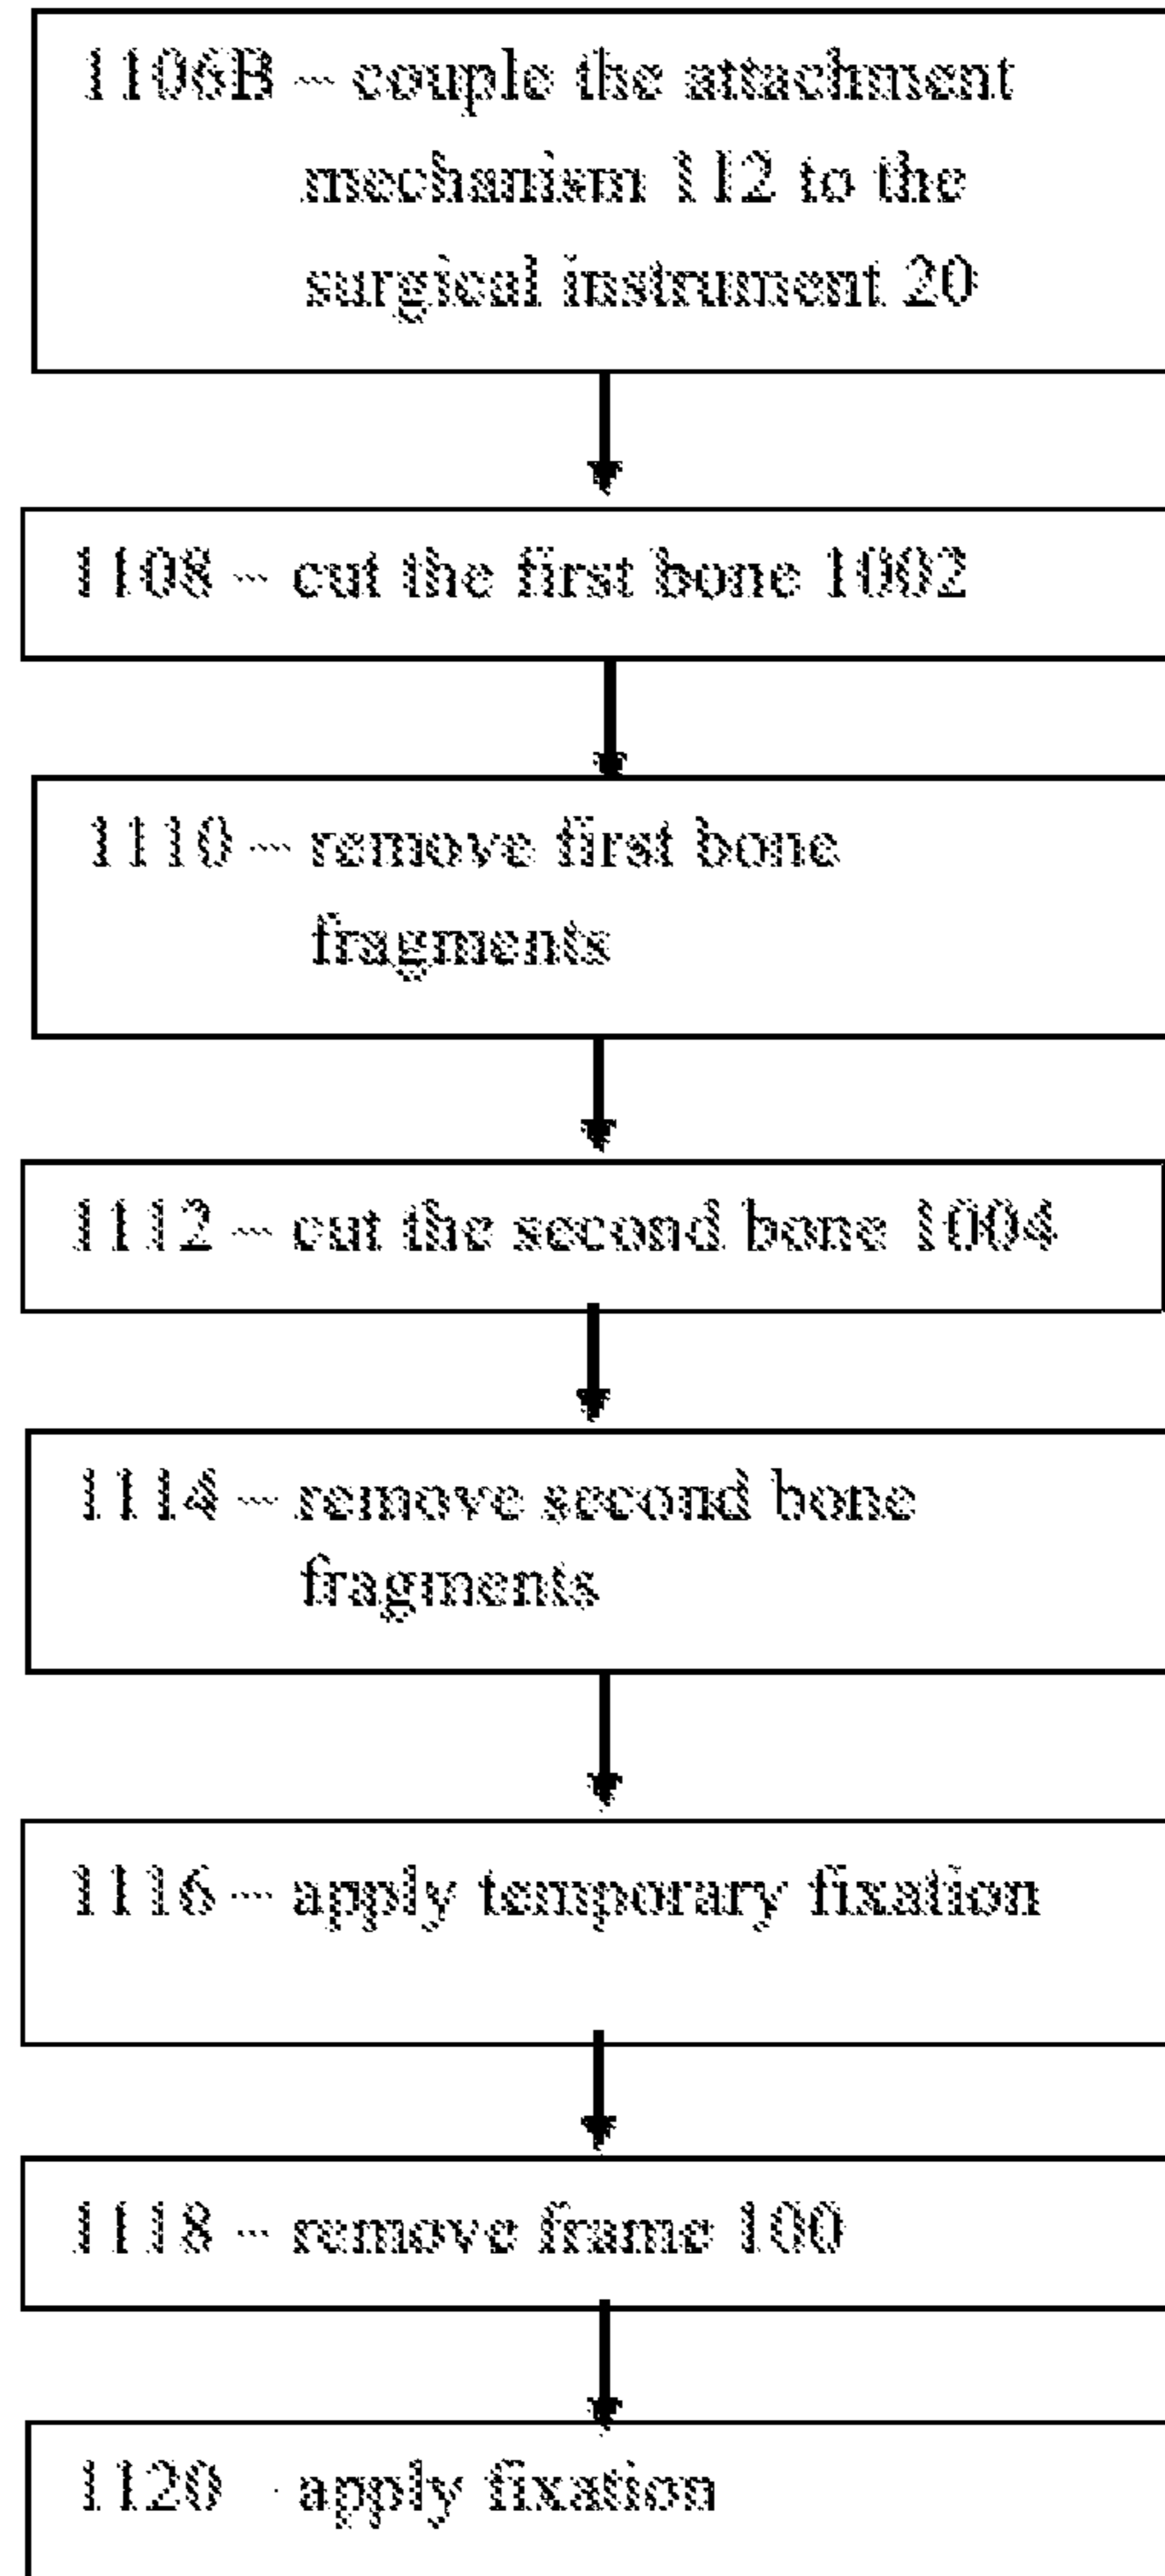 1106B – couple the attachment
mechanism 112 to the
surgical instrument 20
1108 – cut the first bone 1002
1110 – remove first bone
fragments
1112 – cut the second bone 1004
1114 – remove second bone
fragments
1116 – apply temporary fixation
1118 – remove frame 100
1120 - apply fixation